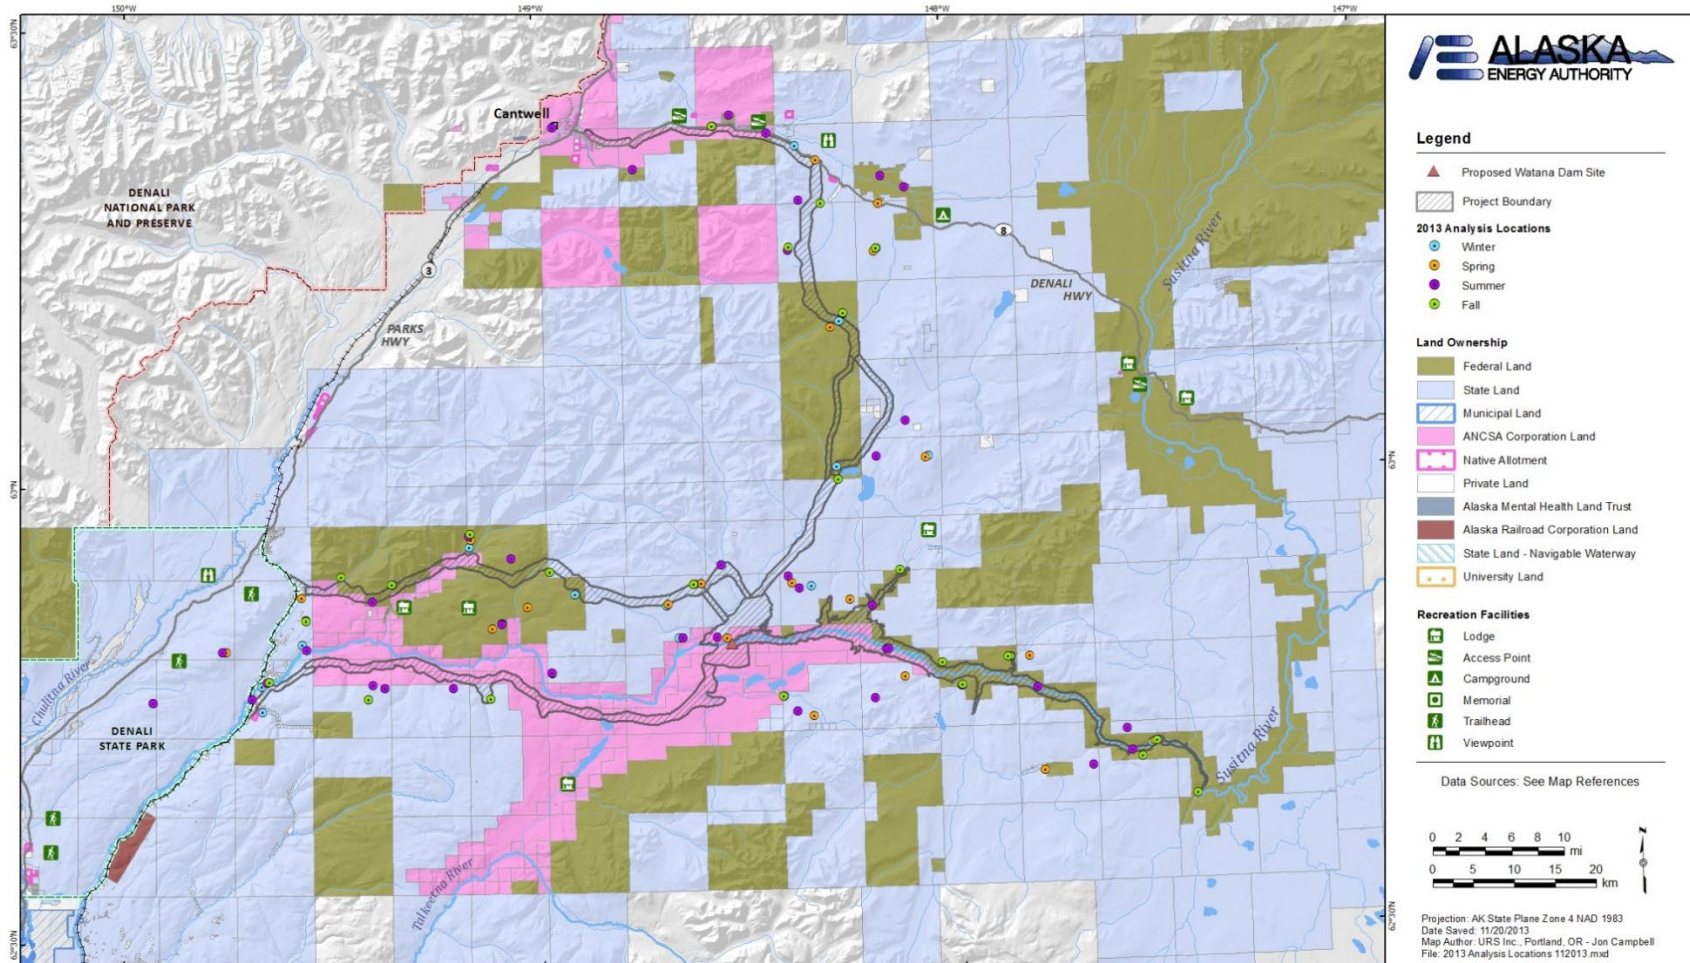 150°W
149°W
148°W
147°W
63°30'N
Cantwell
DENALI
NATIONAL PARK
AND PRESERVE
3
8
DENALI
HWY
Susitna River
PARKS
HWY
63°N
63°N
Chulitna River
DENALI
STATE PARK
Susitna River
Talkeetna River
62°30'N
62°30'N
ALASKA
ENERGY AUTHORITY
Legend
Proposed Watana Dam Site
Project Boundary
2013 Analysis Locations
Winter
Spring
Summer
Fall
Land Ownership
Federal Land
State Land
Municipal Land
ANCSA Corporation Land
Native Allotment
Private Land
Alaska Mental Health Land Trust
Alaska Railroad Corporation Land
State Land - Navigable Waterway
University Land
Recreation Facilities
Lodge
Access Point
Campground
Memorial
Trailhead
Viewpoint
Data Sources: See Map References
0 2 4 6 8 10
mi
0 5 10 15 20
km
N
Projection: AK State Plane Zone 4 NAD 1983
Date Saved: 11/20/2013
Map Author: URS Inc., Portland, OR - Jon Campbell
File: 2013 Analysis Locations 112013.mxd